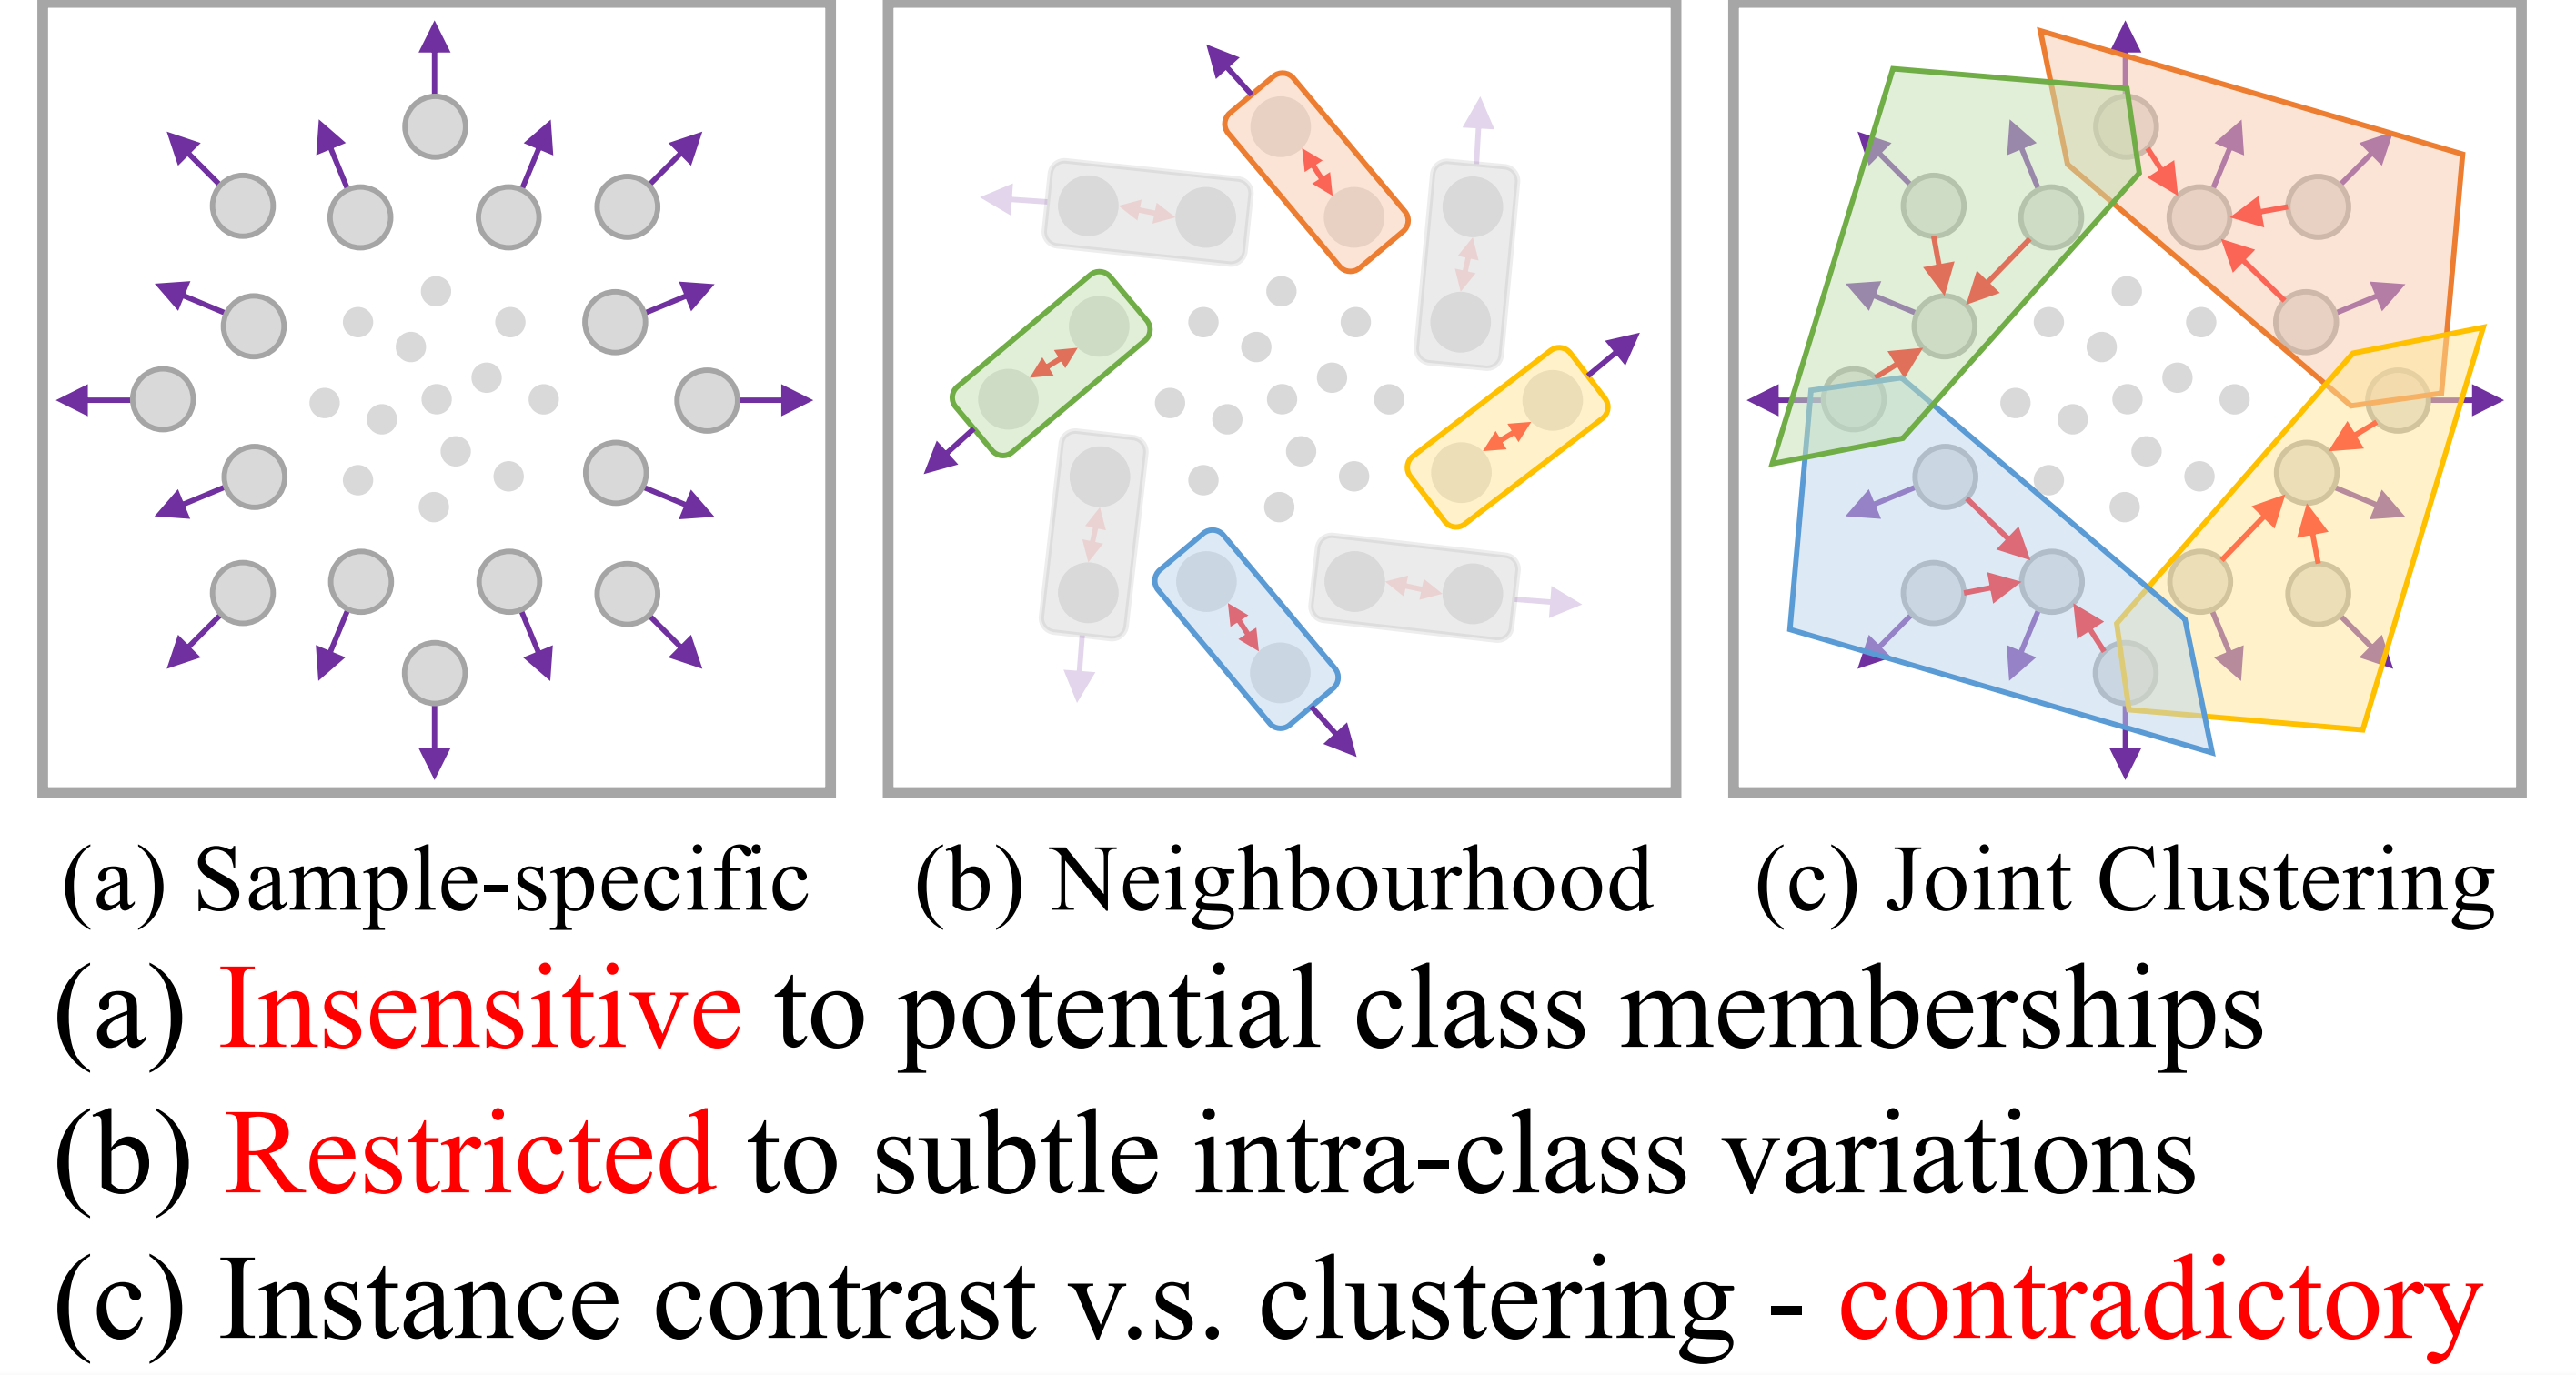 (a) Sample-specific
(b) Neighbourhood
(c) Joint Clustering
(a) Insensitive to potential class memberships
(b) Restricted to subtle intra-class variations
(c) Instance contrast v.s. clustering - contradictory